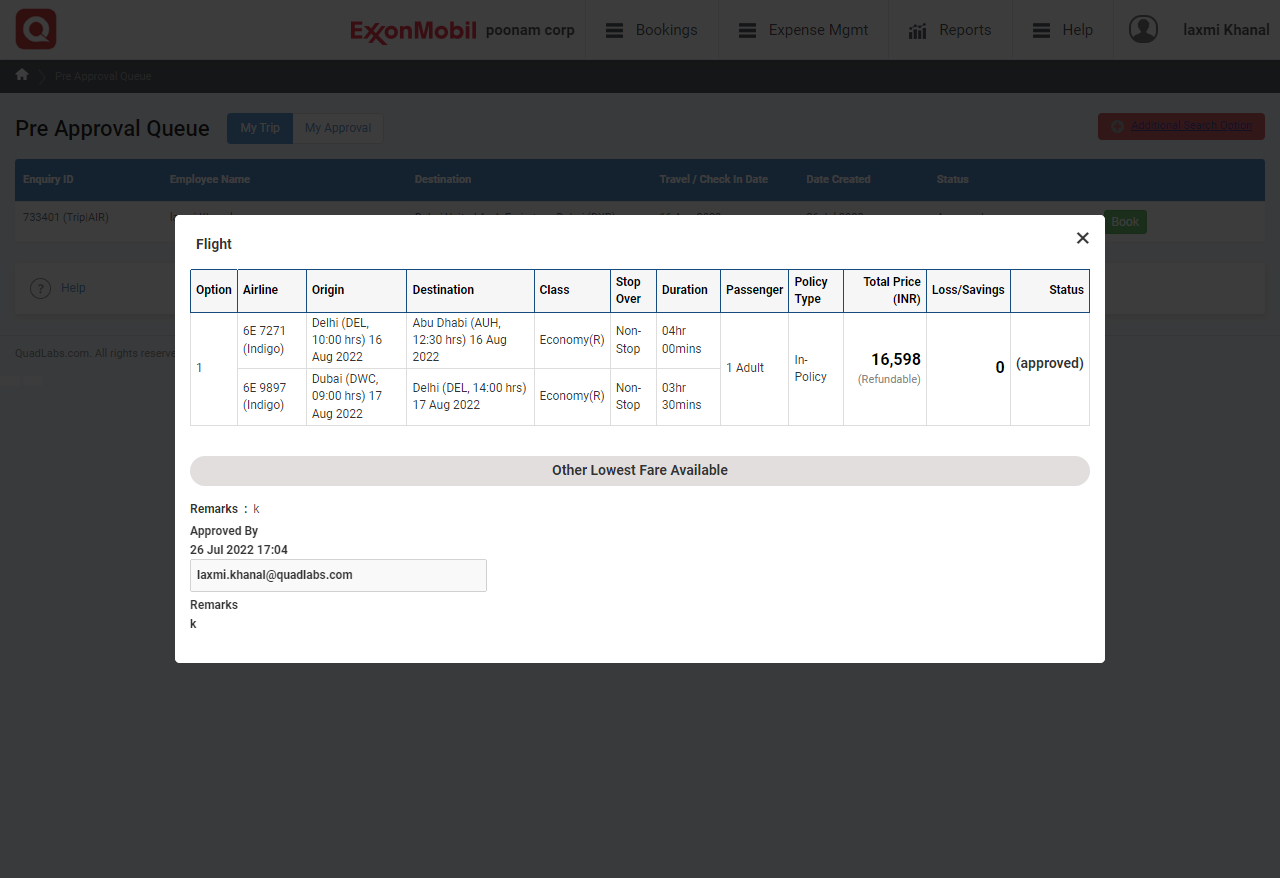 ExxonMobil poonam corp Bookings Expense Mgmt Reports Help laxmi Khanal
Pre Approval Queue
Pre Approval Queue My Trip My Approval Additional Search Option
Enquiry ID Employee Name Destination Travel / Check In Date Date Created Status
733401 (Trip|AIR) Book
Flight
Option Airline Origin Destination Class Stop Over Duration Passenger Policy Type Total Price (INR) Loss/Savings Status
1
6E 7271 (Indigo) Delhi (DEL, 10:00 hrs) 16 Aug 2022 Abu Dhabi (AUH, 12:30 hrs) 16 Aug 2022 Economy(R) Non-Stop 04hr 00mins
1 Adult In-Policy 16,598 (Refundable) 0 (approved)
6E 9897 (Indigo) Dubai (DWC, 09:00 hrs) 17 Aug 2022 Delhi (DEL, 14:00 hrs) 17 Aug 2022 Economy(R) Non-Stop 03hr 30mins
Other Lowest Fare Available
Remarks : k
Approved By
26 Jul 2022 17:04
laxmi.khanal@quadlabs.com
Remarks
k
? Help
QuadLabs.com. All rights reserve